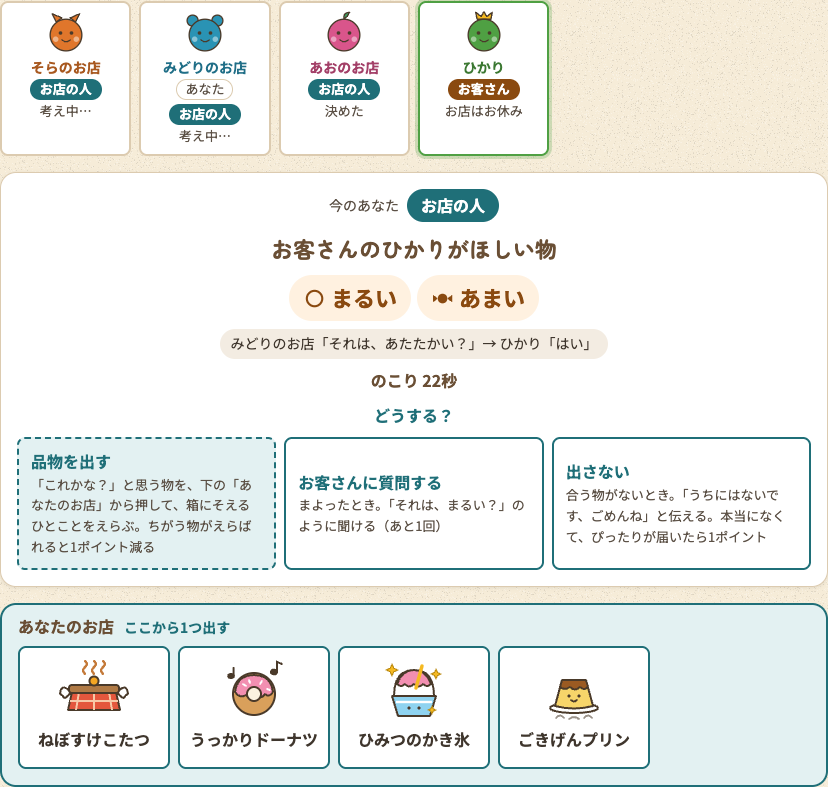 そらのお店
お店の人
考え中…
みどりのお店
あなた
お店の人
考え中…
あおのお店
お店の人
決めた
ひかり
お客さん
お店はお休み
今のあなた お店の人
お客さんのひかりがほしい物
まるい あまい
みどりのお店「それは、あたたかい？」→ ひかり「はい」
のこり 22秒
どうする？
品物を出す
「これかな？」と思う物を、下の「あ
なたのお店」から押して、箱にそえる
ひとことをえらぶ。ちがう物がえらば
れると1ポイント減る
お客さんに質問する
まよったとき。「それは、まるい？」の
ように聞ける（あと1回）
出さない
合う物がないとき。「うちにはないで
す、ごめんね」と伝える。本当になく
て、ぴったりが届いたら1ポイント
あなたのお店 ここから1つ出す
ねぼすけこたつ
うっかりドーナツ
ひみつのかき氷
ごきげんプリン